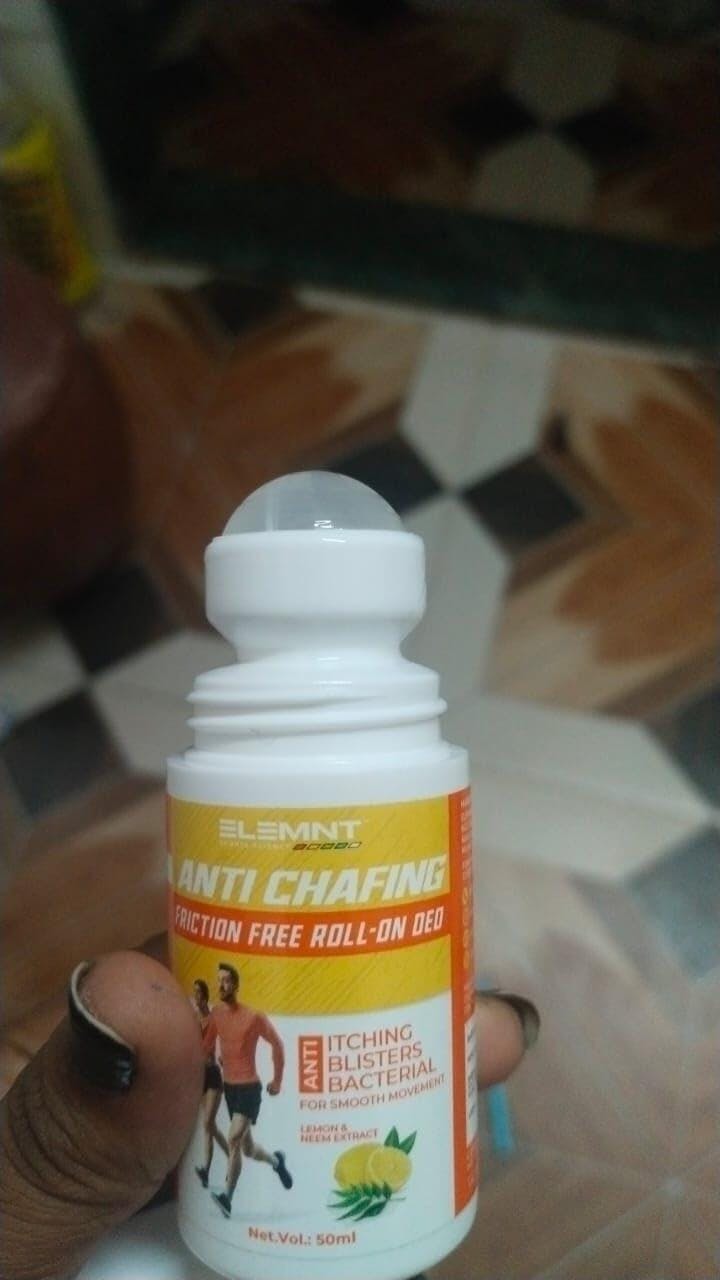 ELEMNT
ANTI CHAFING
FRICTION FREE ROLL-ON DEO
ANTI
ITCHING
BLISTERS
BACTERIAL
FOR SMOOTH MOVEMENT
LEMON &
NEEM EXTRACT
Net.Vol.: 50ml